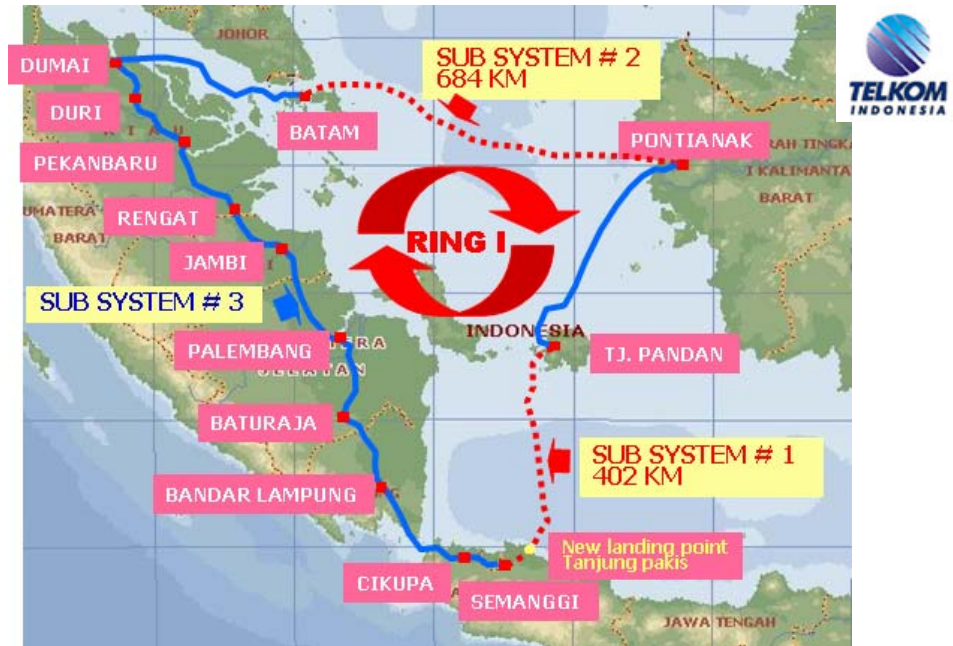 JOHOR
SUB SYSTEM # 2
684 KM
TELKOM
INDONESIA
DUMAI
DURI
BATAM
PONTIANAK
PEKANBARU
I KALIMANTA
BARAT
RENGAT
BARAT
RING I
JAMBI
SUB SYSTEM # 3
INDONESIA
PALEMBANG
TJ. PANDAN
BATURAJA
SUB SYSTEM # 1
402 KM
BANDAR LAMPUNG
New landing point
Tanjung pakis
CIKUPA
SEMANGGI
JAWA TENGAH